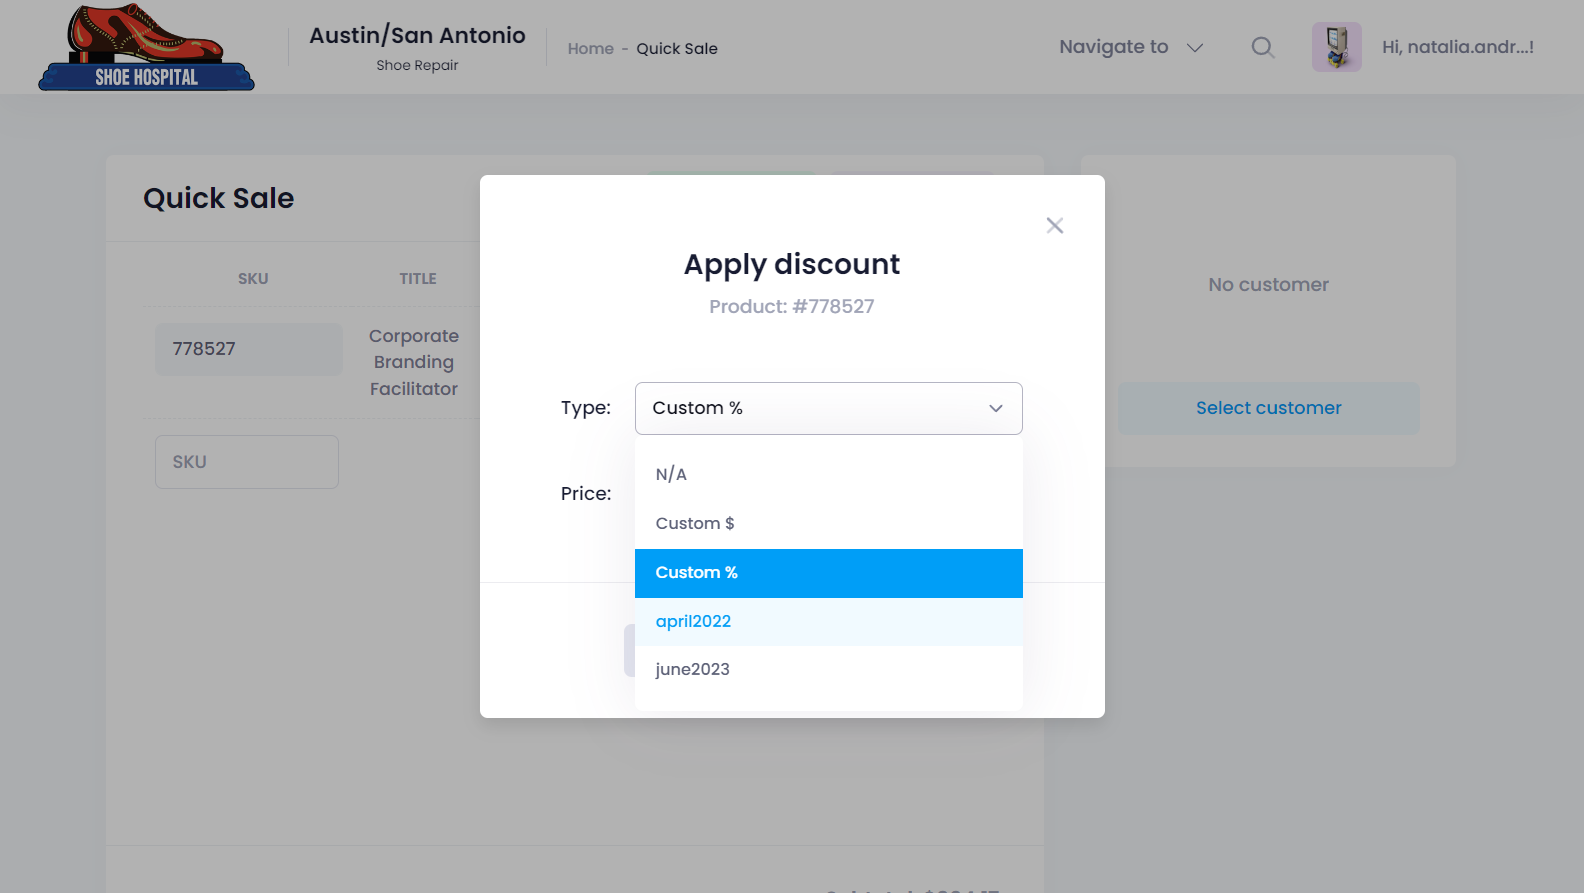 SHOE HOSPITAL
Austin/San Antonio
Shoe Repair
Home - Quick Sale
Navigate to
Hi, natalia.andr...!
Quick Sale
SKU
TITLE
778527
Corporate
Branding
Facilitator
SKU
Apply discount
Product: #778527
Type:
Custom %
N/A
Custom $
Custom %
april2022
june2023
Price:
No customer
Select customer